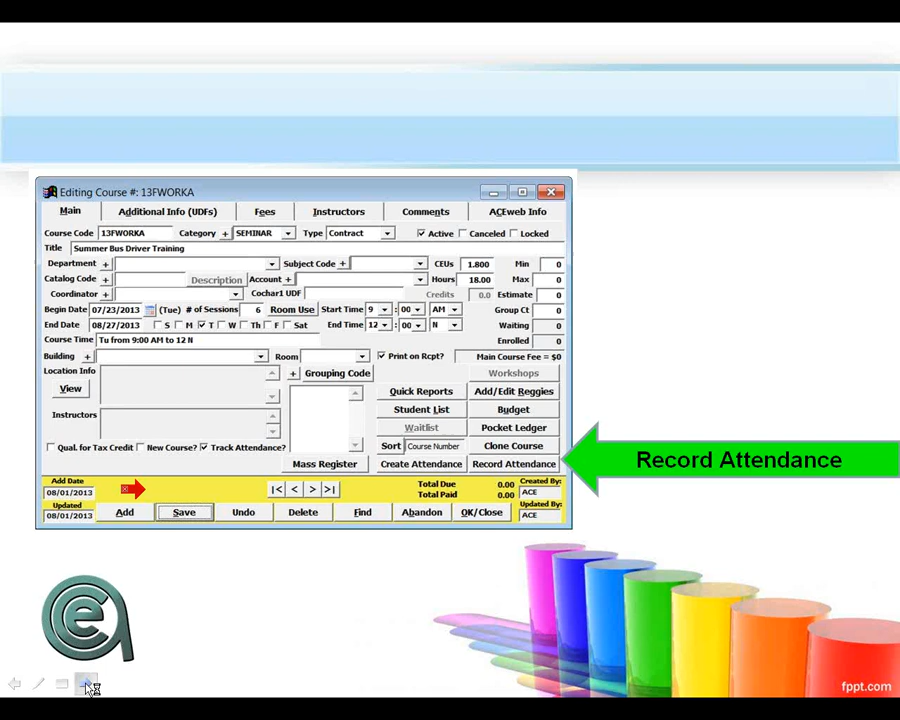 Editing Course #: 13FWORKA
Main Additional Info (UDFs) Fees Instructors Comments ACEweb Info
Course Code 13FWORKA Category + SEMINAR Type Contract Active Canceled Locked
Title Summer Bus Driver Training
Department + Subject Code + CEUs 1.800 Min 0
Catalog Code + Description Account + Hours 18.00 Max 0
Coordinator + Cochar1 UDF Credits 0.0 Estimate 0
Begin Date 07/23/2013 (Tue) # of Sessions 6 Room Use Start Time 9 : 00 AM Group Ct 0
End Date 08/27/2013 S M T W Th F Sat End Time 12 : 00 N Waiting 0
Course Time Tu from 9:00 AM to 12 N Enrolled 0
Building + Room Print on Rcpt? Main Course Fee = $0
Location Info + Grouping Code Workshops
View Quick Reports Add/Edit Reggies
Instructors Student List Budget
Waitlist Pocket Ledger
Qual. for Tax Credit New Course? Track Attendance? Sort Course Number Clone Course
Mass Register Create Attendance Record Attendance
Record Attendance
Add Date 08/01/2013 |< < > >| Total Due 0.00 Created By: ACE
Total Paid 0.00
Updated 08/01/2013 Add Save Undo Delete Find Abandon OK/Close Updated By: ACE
fppt.com